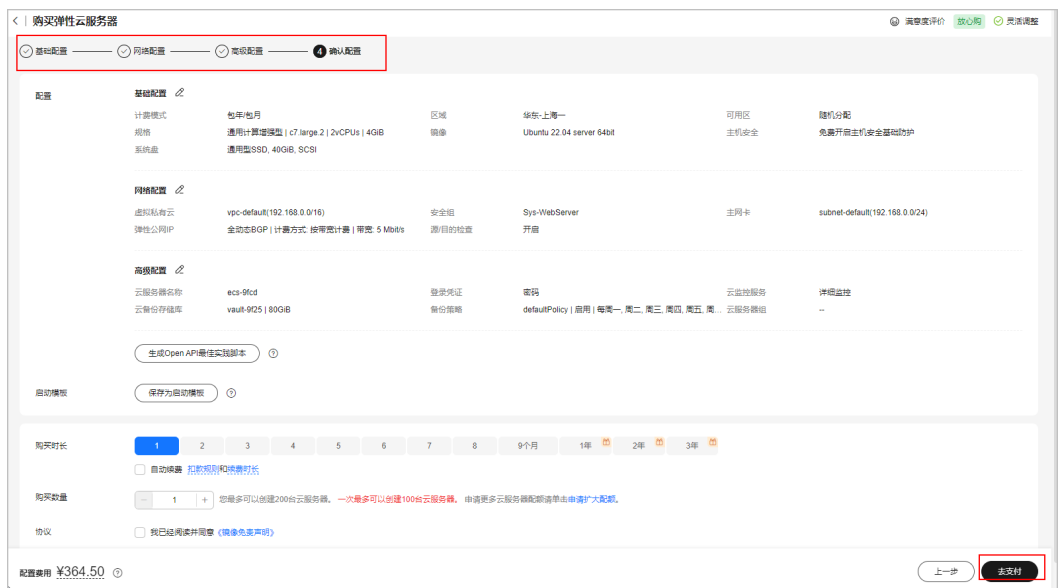 购买弹性云服务器
满意度评价 放心购 灵活调整
基础配置 网络配置 高级配置 4 确认配置
配置
基础配置
计费模式 包年/包月 区域 华东-上海一 可用区 随机分配
规格 通用计算增强型 | c7.large.2 | 2vCPUs | 4GiB 镜像 Ubuntu 22.04 server 64bit 主机安全 免费开启主机安全基础防护
系统盘 通用型SSD, 40GiB, SCSI
网络配置
虚拟私有云 vpc-default(192.168.0.0/16) 安全组 Sys-WebServer 主网卡 subnet-default(192.168.0.0/24)
弹性公网IP 全动态BGP | 计费方式: 按带宽计费 | 带宽: 5 Mbit/s 源/目的检查 开启
高级配置
云服务器名称 ecs-9fcd 登录凭证 密码 云监控服务 详细监控
云备份存储库 vault-9f25 | 80GiB 备份策略 defaultPolicy | 启用 | 每周一, 周二, 周三, 周四, 周五, 周... 云服务器组 --
生成Open API最佳实践脚本
启动模板 保存为启动模板
购买时长 1 2 3 4 5 6 7 8 9个月 1年 2年 3年
自动续费 扣款规则和续费时长
购买数量 - 1 + 您最多可以创建200台云服务器。 一次最多可以创建100台云服务器。 申请更多云服务器配额请单击申请扩大配额。
协议 我已经阅读并同意《镜像免责声明》
配置费用 ¥364.50 上一步 去支付